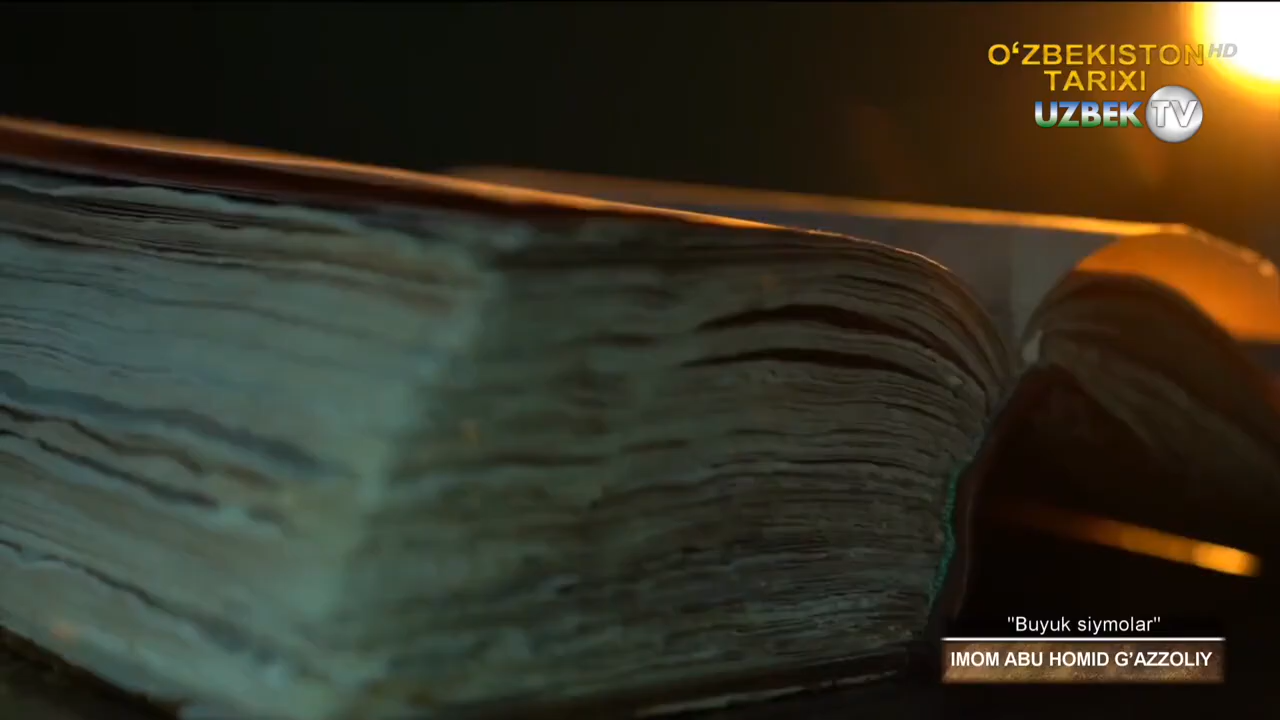 O‘ZBEKISTON HD
TARIXI
UZBEK TV
"Buyuk siymolar"
IMOM ABU HOMID G’AZZOLIY